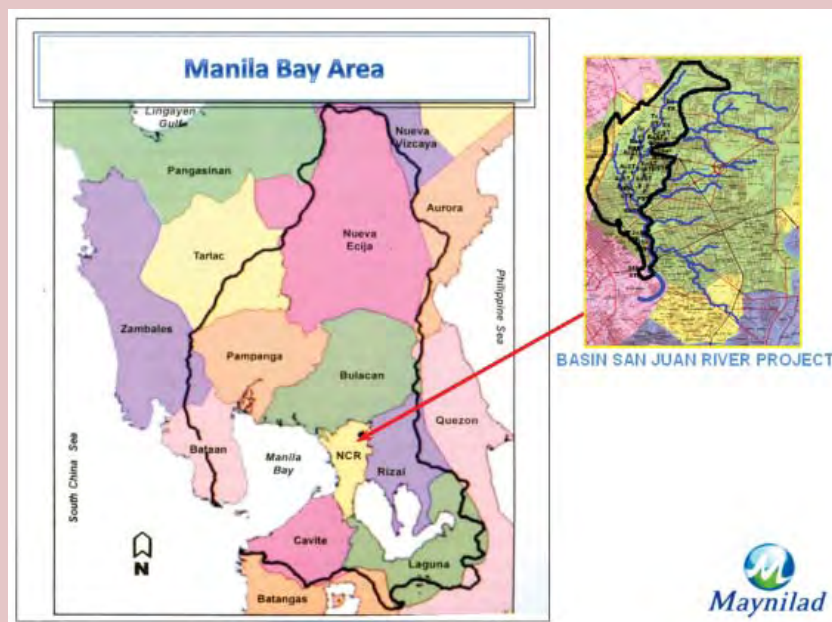 Manila Bay Area
Lingayen
Gulf
Nueva
Vizcaya
Pangasinan
Aurora
Nueva
Ecija
Tarlac
Philippine Sea
Zambales
Pampanga
Bulacan
BASIN SAN JUAN RIVER PROJECT
Quezon
Bataan
Manila
Bay
NCR
Rizal
South China Sea
Cavite
Laguna
N
Batangas
Maynilad